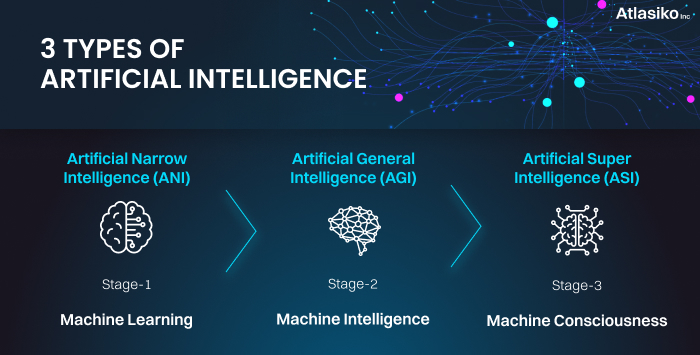 Atlasiko Inc
3 TYPES OF
ARTIFICIAL INTELLIGENCE
Artificial Narrow
Intelligence (ANI)
Stage-1
Machine Learning
Artificial General
Intelligence (AGI)
Stage-2
Machine Intelligence
Artificial Super
Intelligence (ASI)
Stage-3
Machine Consciousness